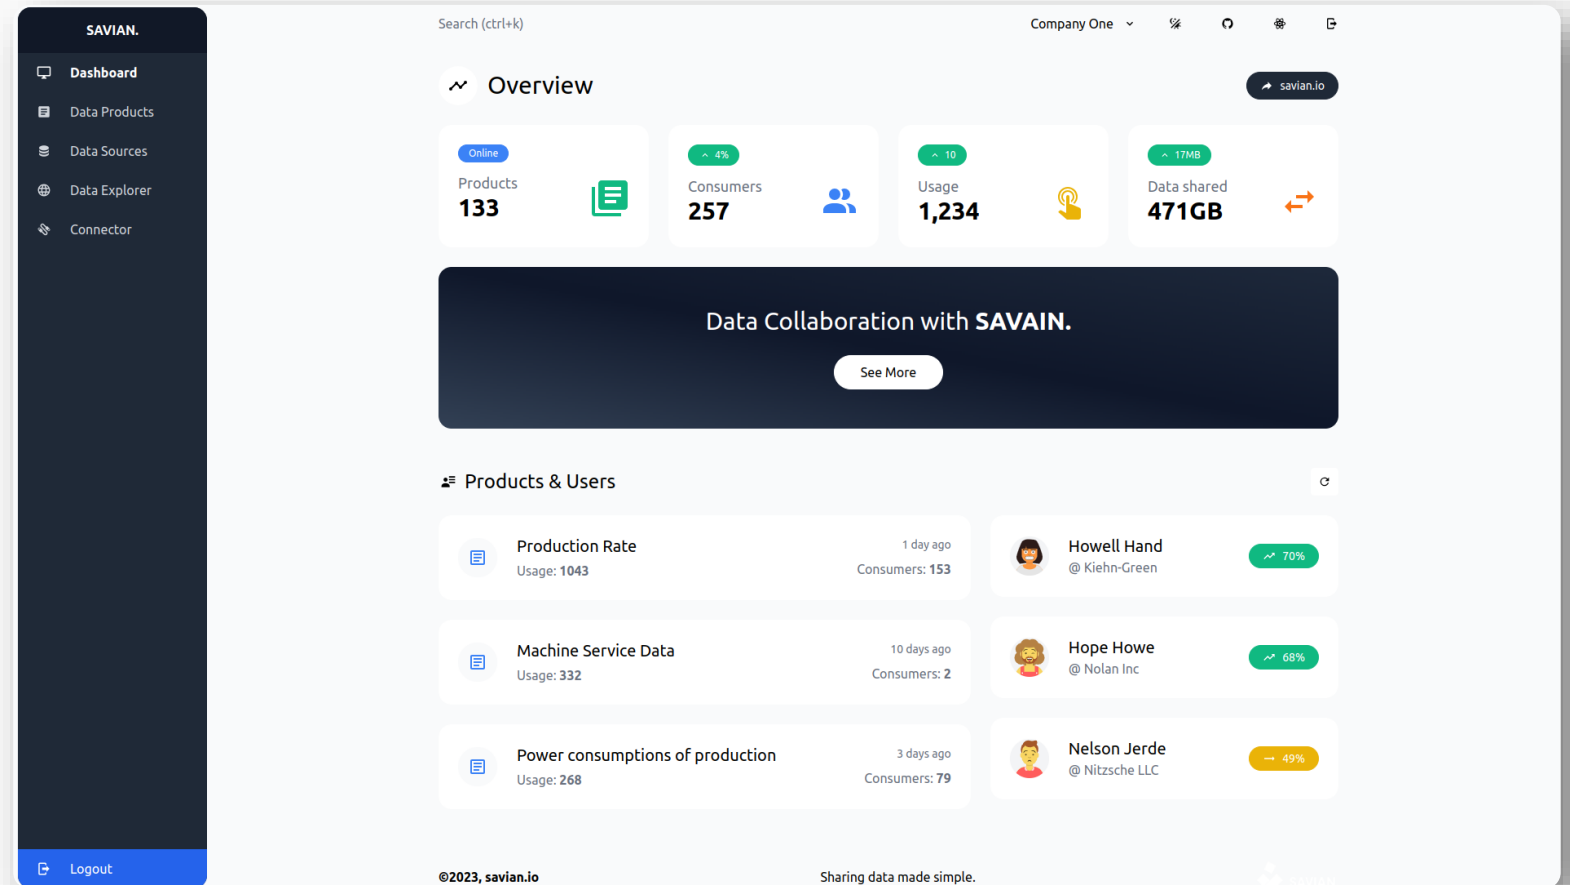 SAVIAN.
Dashboard
Data Products
Data Sources
Data Explorer
Connector
Logout
Search (ctrl+k)
Company One
Overview
savian.io
Online
Products
133
4%
Consumers
257
10
Usage
1,234
17MB
Data shared
471GB
Data Collaboration with SAVAIN.
See More
Products & Users
Production Rate
1 day ago
Usage: 1043
Consumers: 153
Machine Service Data
10 days ago
Usage: 332
Consumers: 2
Power consumptions of production
3 days ago
Usage: 268
Consumers: 79
Howell Hand
@ Kiehn-Green
70%
Hope Howe
@ Nolan Inc
68%
Nelson Jerde
@ Nitzsche LLC
49%
©2023, savian.io
Sharing data made simple.